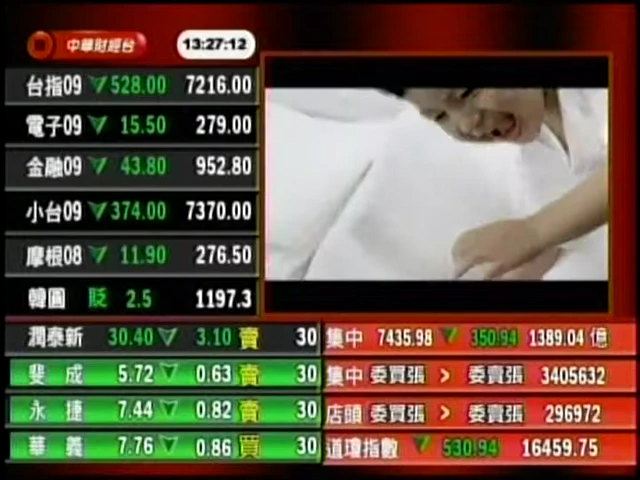 中華財經台 13:27:12
台指09 528.00 7216.00
電子09 15.50 279.00
金融09 43.80 952.80
小台09 374.00 7370.00
摩根08 11.90 276.50
韓圓 貶 2.5 1197.3
潤泰新 30.40 3.10 賣 30
斐成 5.72 0.63 賣 30
永捷 7.44 0.82 賣 30
華義 7.76 0.86 買 30
集中 7435.98 350.94 1389.04 億
集中 委買張 > 委賣張 3405632
店頭 委買張 > 委賣張 296972
道瓊指數 530.94 16459.75